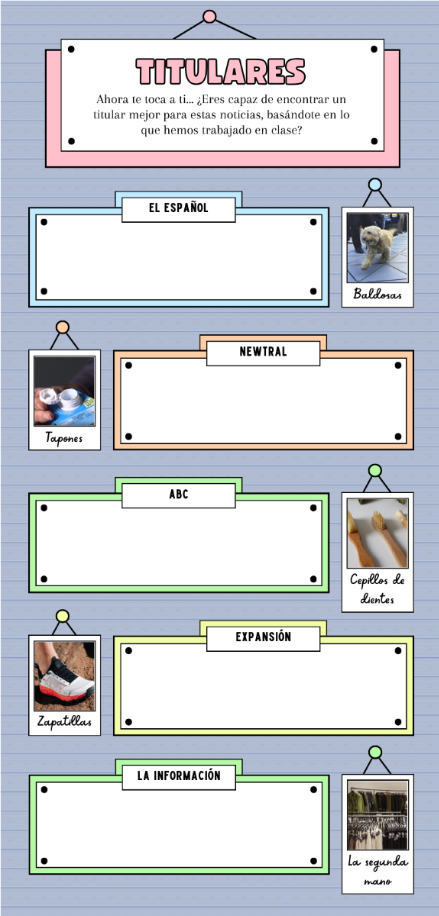 TITULARES
Ahora te toca a ti... ¿Eres capaz de encontrar un
titular mejor para estas noticias, basándote en lo
que hemos trabajado en clase?
EL ESPAÑOL
Baldosas
NEWTRAL
Tapones
ABC
Cepillos de
dientes
EXPANSIÓN
Zapatillas
LA INFORMACIÓN
La segunda
mano